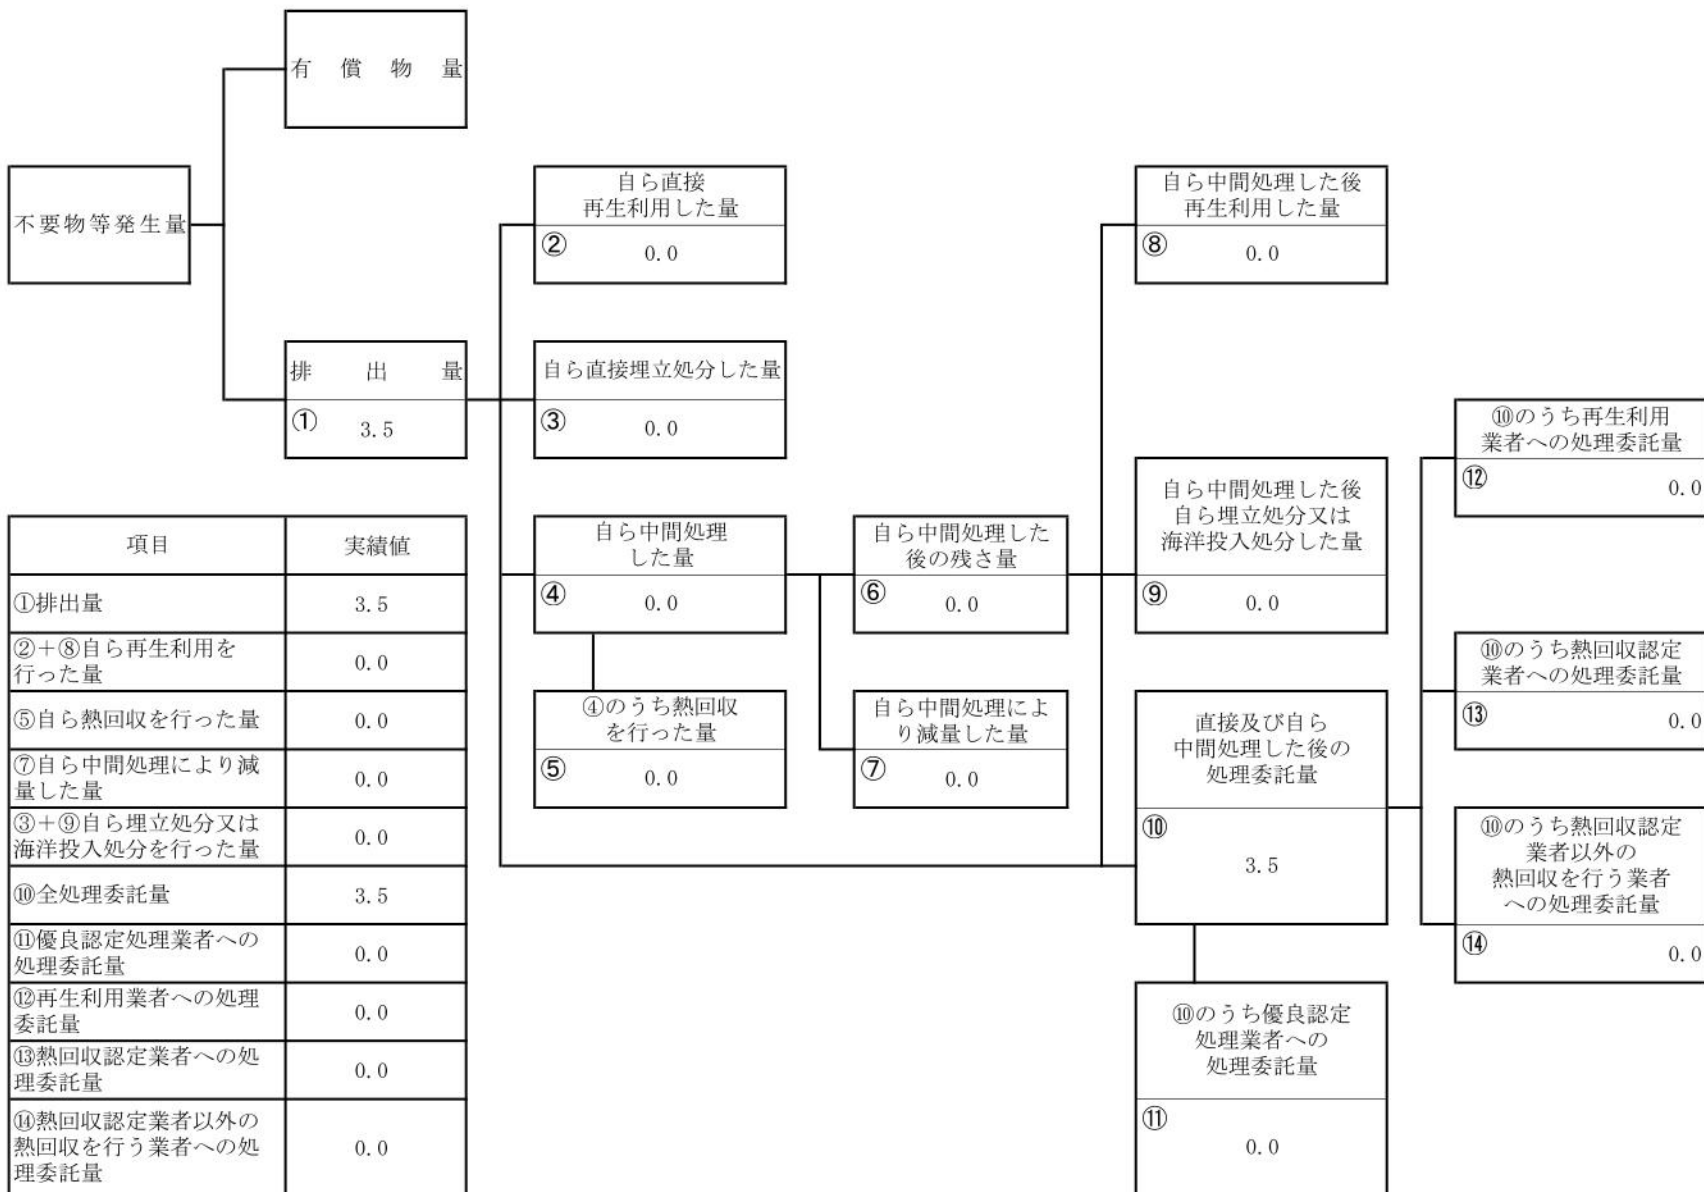 有償物量
不要物等発生量
排出量
① 3.5
自ら直接
再生利用した量
② 0.0
自ら直接埋立処分した量
③ 0.0
自ら中間処理
した量
④ 0.0
④のうち熱回収
を行った量
⑤ 0.0
自ら中間処理した
後の残さ量
⑥ 0.0
自ら中間処理によ
り減量した量
⑦ 0.0
自ら中間処理した後
再生利用した量
⑧ 0.0
自ら中間処理した後
自ら埋立処分又は
海洋投入処分した量
⑨ 0.0
直接及び自ら
中間処理した後の
処理委託量
⑩ 3.5
⑩のうち優良認定
処理業者への
処理委託量
⑪ 0.0
⑩のうち再生利用
業者への処理委託量
⑫ 0.0
⑩のうち熱回収認定
業者への処理委託量
⑬ 0.0
⑩のうち熱回収認定
業者以外の
熱回収を行う業者
への処理委託量
⑭ 0.0
項目 実績値
①排出量 3.5
②+⑧自ら再生利用を
行った量 0.0
⑤自ら熱回収を行った量 0.0
⑦自ら中間処理により減
量した量 0.0
③+⑨自ら埋立処分又は
海洋投入処分を行った量 0.0
⑩全処理委託量 3.5
⑪優良認定処理業者への
処理委託量 0.0
⑫再生利用業者への処理
委託量 0.0
⑬熱回収認定業者への処
理委託量 0.0
⑭熱回収認定業者以外の
熱回収を行う業者への処
理委託量 0.0